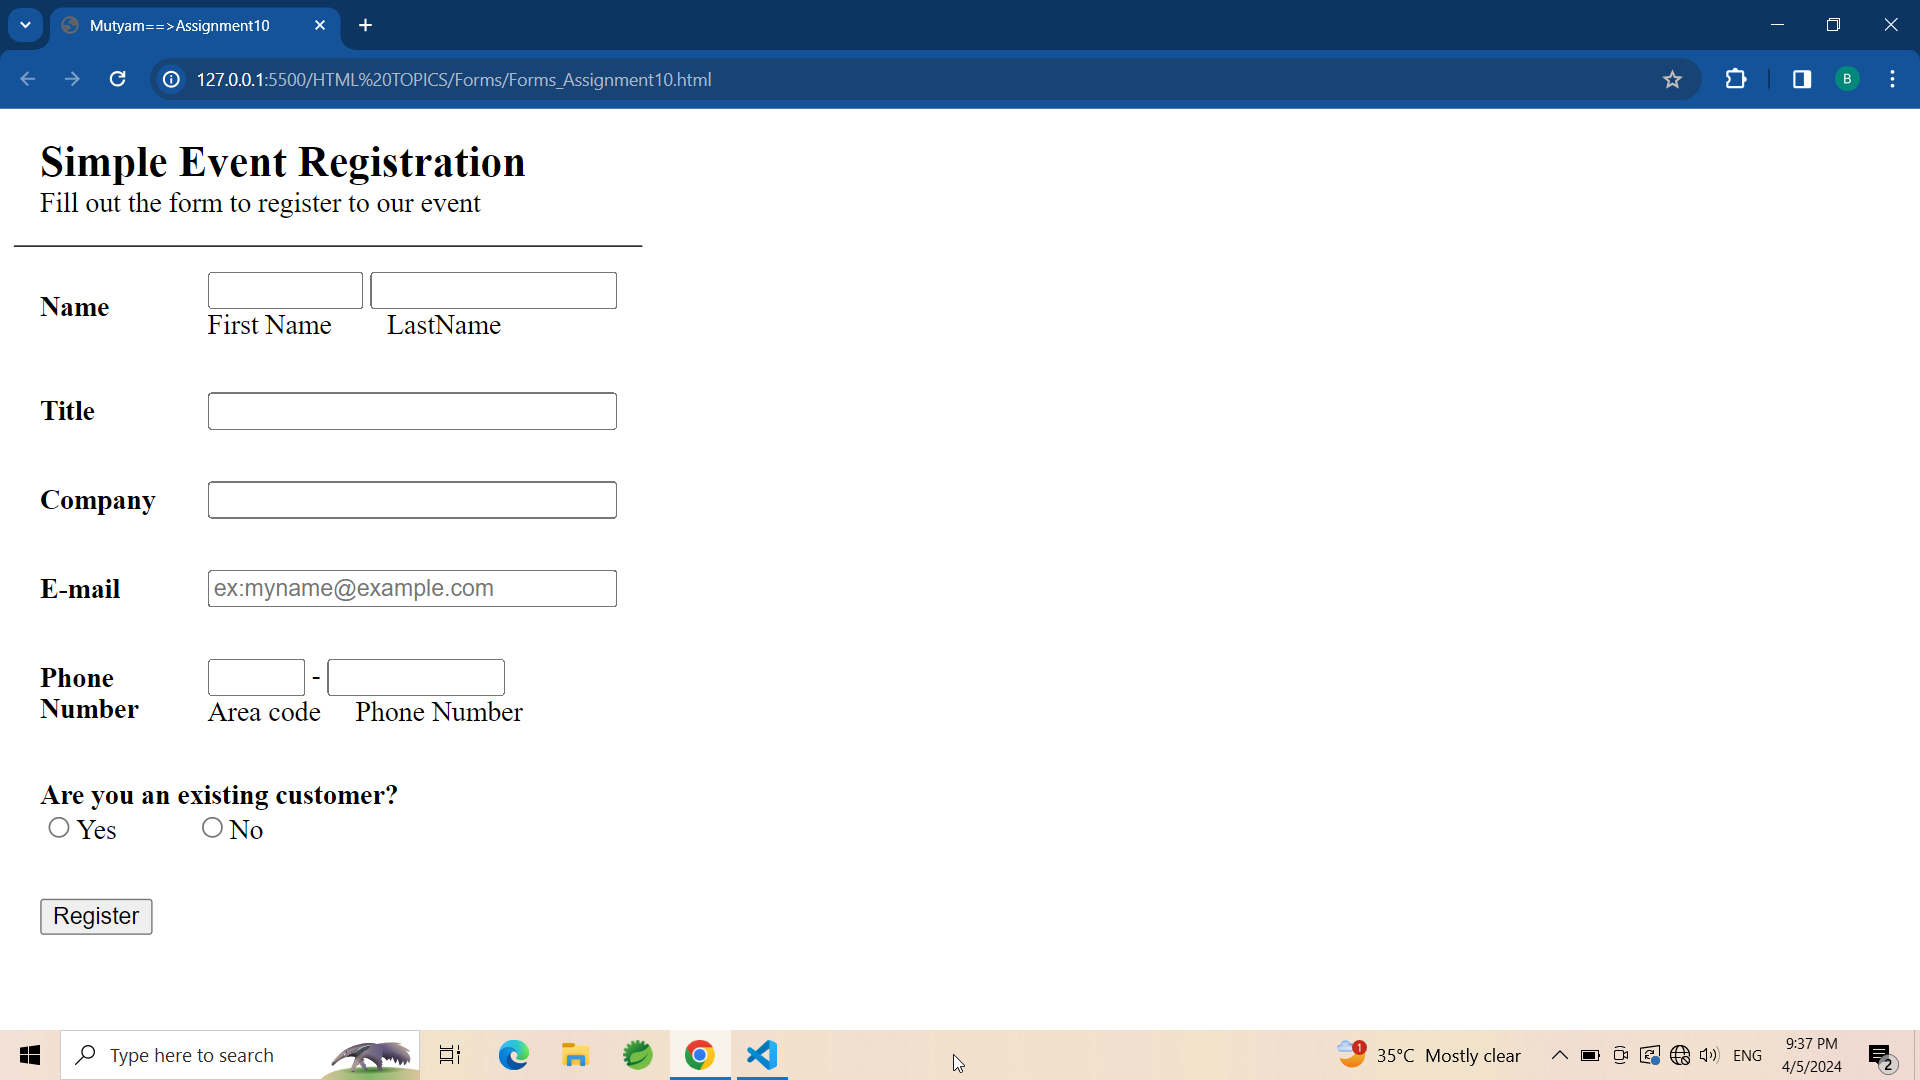 Mutyam==>Assignment10
127.0.0.1:5500/HTML%20TOPICS/Forms/Forms_Assignment10.html
B
Simple Event Registration
Fill out the form to register to our event
Name
First Name LastName
Title
Company
E-mail ex:myname@example.com
Phone Number
-
Area code Phone Number
Are you an existing customer?
Yes No
Register
Type here to search
1
35°C Mostly clear
ENG
9:37 PM
4/5/2024
2